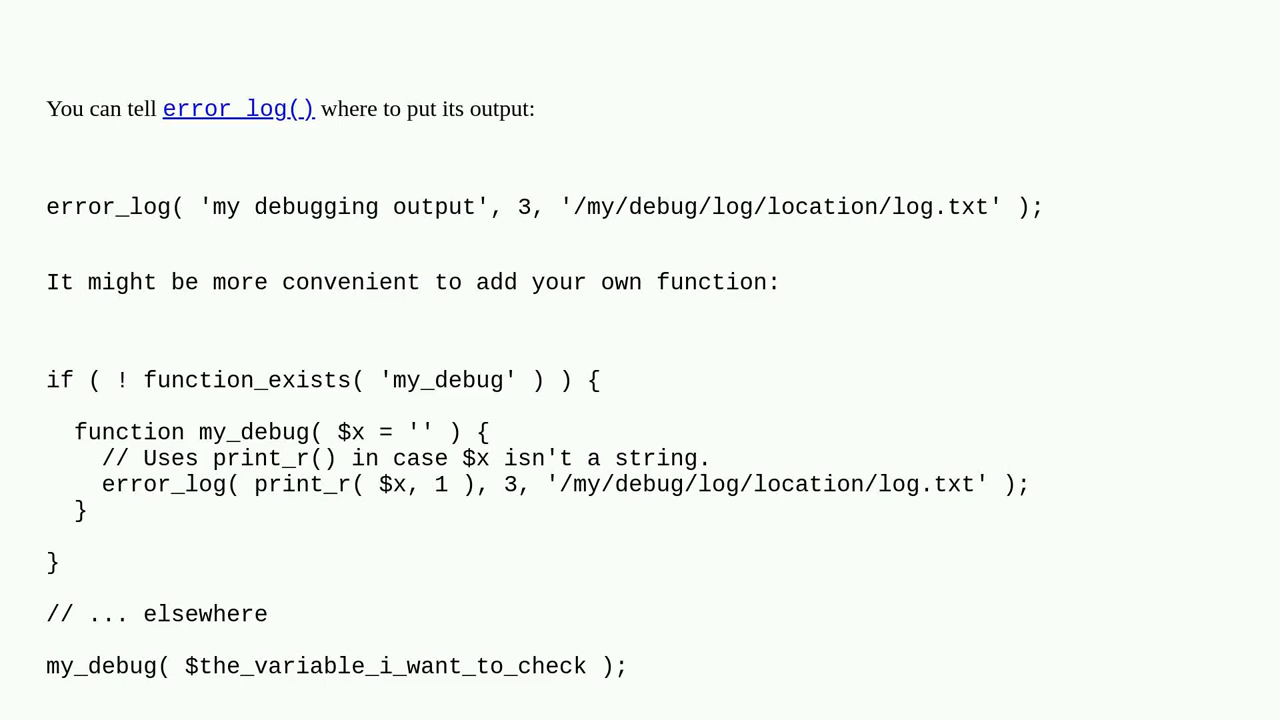 You can tell error_log() where to put its output:
error_log( 'my debugging output', 3, '/my/debug/log/location/log.txt' );
It might be more convenient to add your own function:
if ( ! function_exists( 'my_debug' ) ) {
  function my_debug( $x = '' ) {
    // Uses print_r() in case $x isn't a string.
    error_log( print_r( $x, 1 ), 3, '/my/debug/log/location/log.txt' );
  }
}
// ... elsewhere
my_debug( $the_variable_i_want_to_check );